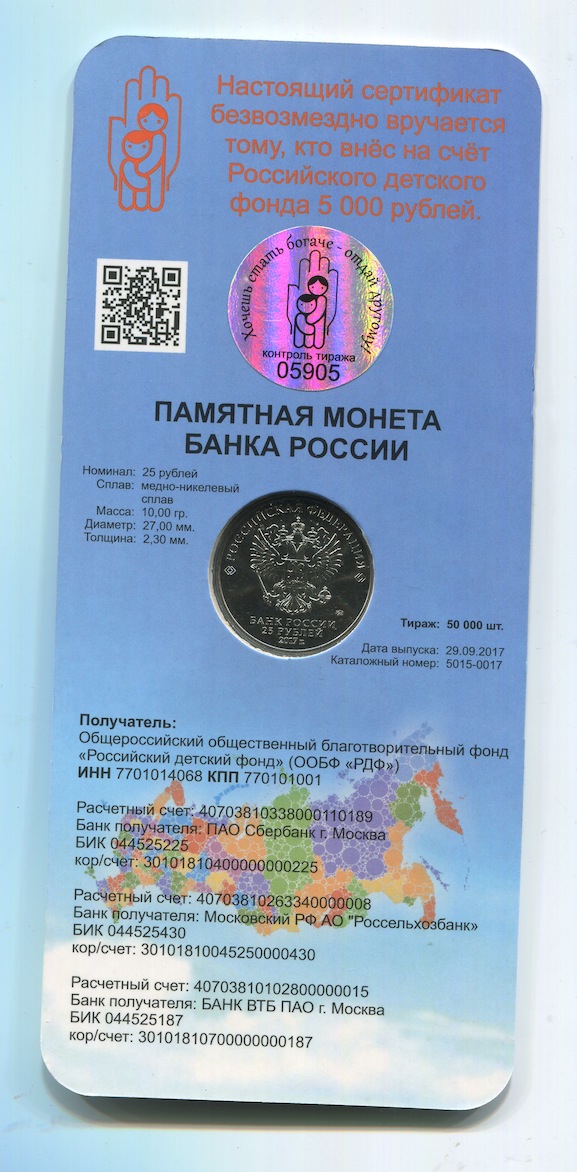 Настоящий сертификат
безвозмездно вручается
тому, кто внёс на счёт
Российского детского
фонда 5 000 рублей.
Хочешь стать богаче - отдай другому!
контроль тиража
05905
ПАМЯТНАЯ МОНЕТА
БАНКА РОССИИ
Номинал: 25 рублей
Сплав: медно-никелевый
сплав
Масса: 10,00 гр.
Диаметр: 27,00 мм.
Толщина: 2,30 мм.
РОССИЙСКАЯ ФЕДЕРАЦИЯ
БАНК РОССИИ
25 РУБЛЕЙ
2017 г.
Тираж: 50 000 шт.
Дата выпуска: 29.09.2017
Каталожный номер: 5015-0017
Получатель:
Общероссийский общественный благотворительный фонд
«Российский детский фонд» (ООБФ «РДФ»)
ИНН 7701014068 КПП 770101001
Расчетный счет: 40703810338000110189
Банк получателя: ПАО Сбербанк г. Москва
БИК 044525225
кор/счет: 30101810400000000225
Расчетный счет: 40703810263340000008
Банк получателя: Московский РФ АО "Россельхозбанк»
БИК 044525430
кор/счет: 30101810045250000430
Расчетный счет: 40703810102800000015
Банк получателя: БАНК ВТБ ПАО г. Москва
БИК 044525187
кор/счет: 30101810700000000187